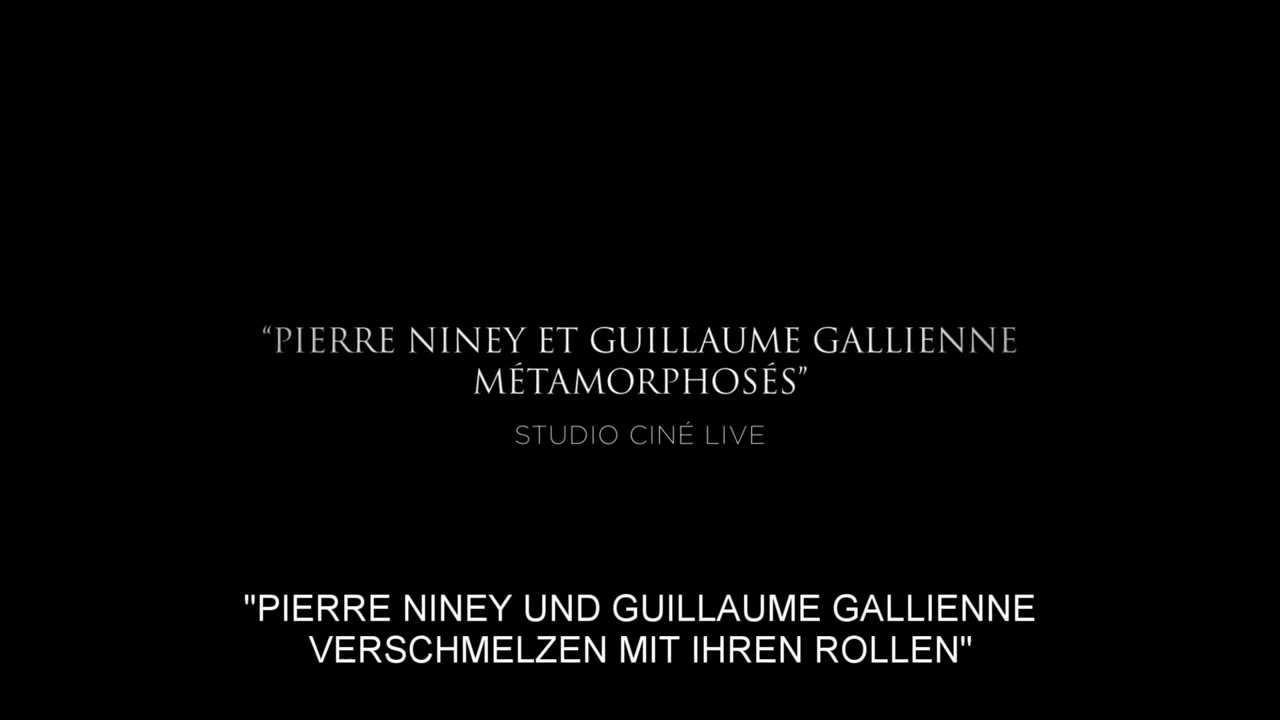 “PIERRE NINEY ET GUILLAUME GALLIENNE
MÉTAMORPHOSÉS”
STUDIO CINÉ LIVE
"PIERRE NINEY UND GUILLAUME GALLIENNE
VERSCHMELZEN MIT IHREN ROLLEN"